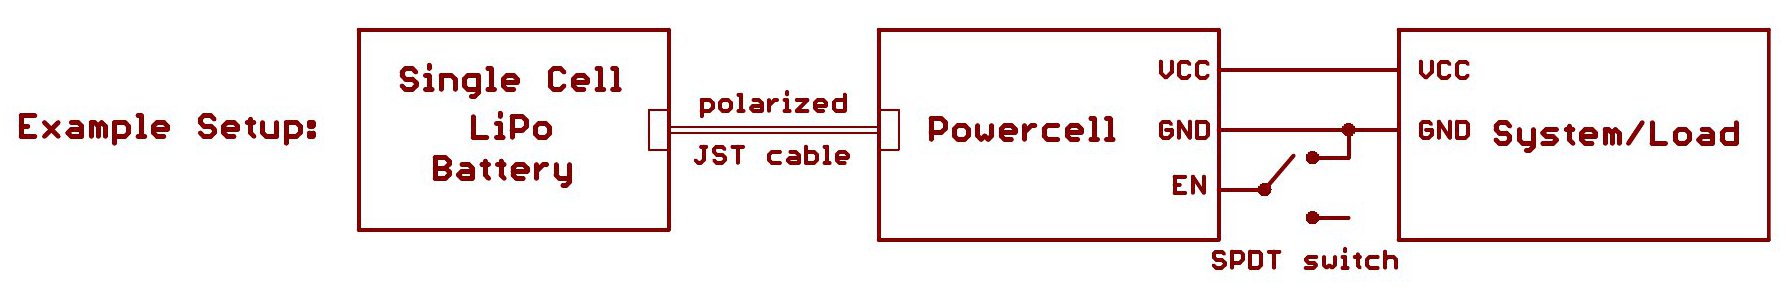 Example Setup:
Single Cell
LiPo
Battery
polarized
JST cable
Powercell
VCC
GND
EN
SPDT switch
VCC
GND
System/Load